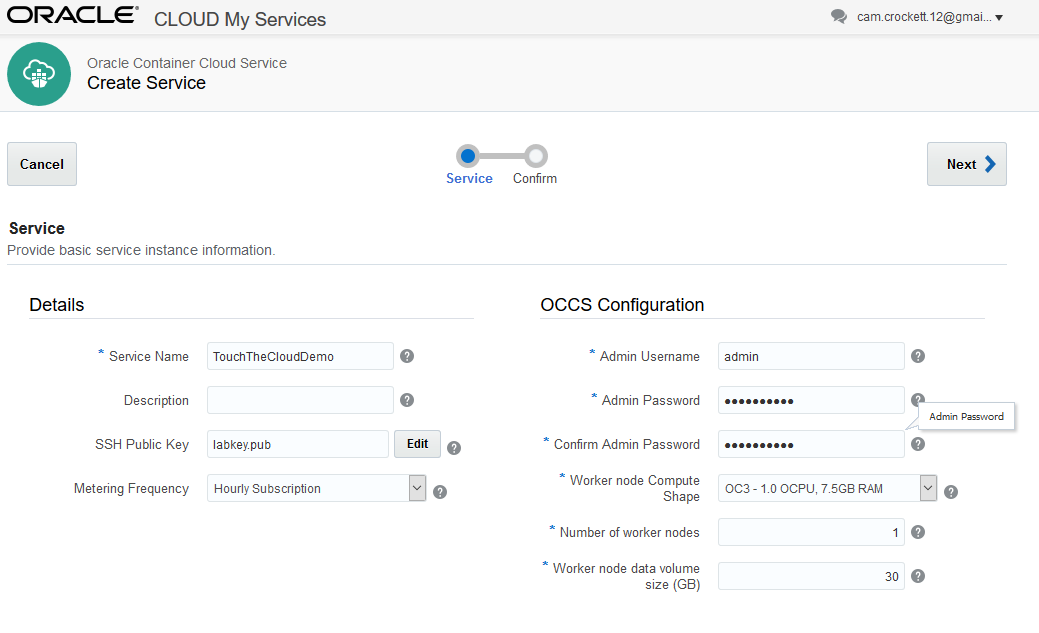 ORACLE® CLOUD My Services
cam.crockett.12@gmai...
Oracle Container Cloud Service
Create Service
Cancel
Service
Confirm
Next
Service
Provide basic service instance information.
Details
* Service Name TouchTheCloudDemo ?
Description ?
SSH Public Key labkey.pub Edit ?
Metering Frequency Hourly Subscription ?
OCCS Configuration
* Admin Username admin ?
* Admin Password ●●●●●●●●●● ?
Admin Password
* Confirm Admin Password ●●●●●●●●●● ?
* Worker node Compute
Shape
OC3 - 1.0 OCPU, 7.5GB RAM ?
* Number of worker nodes 1 ?
* Worker node data volume
size (GB)
30 ?